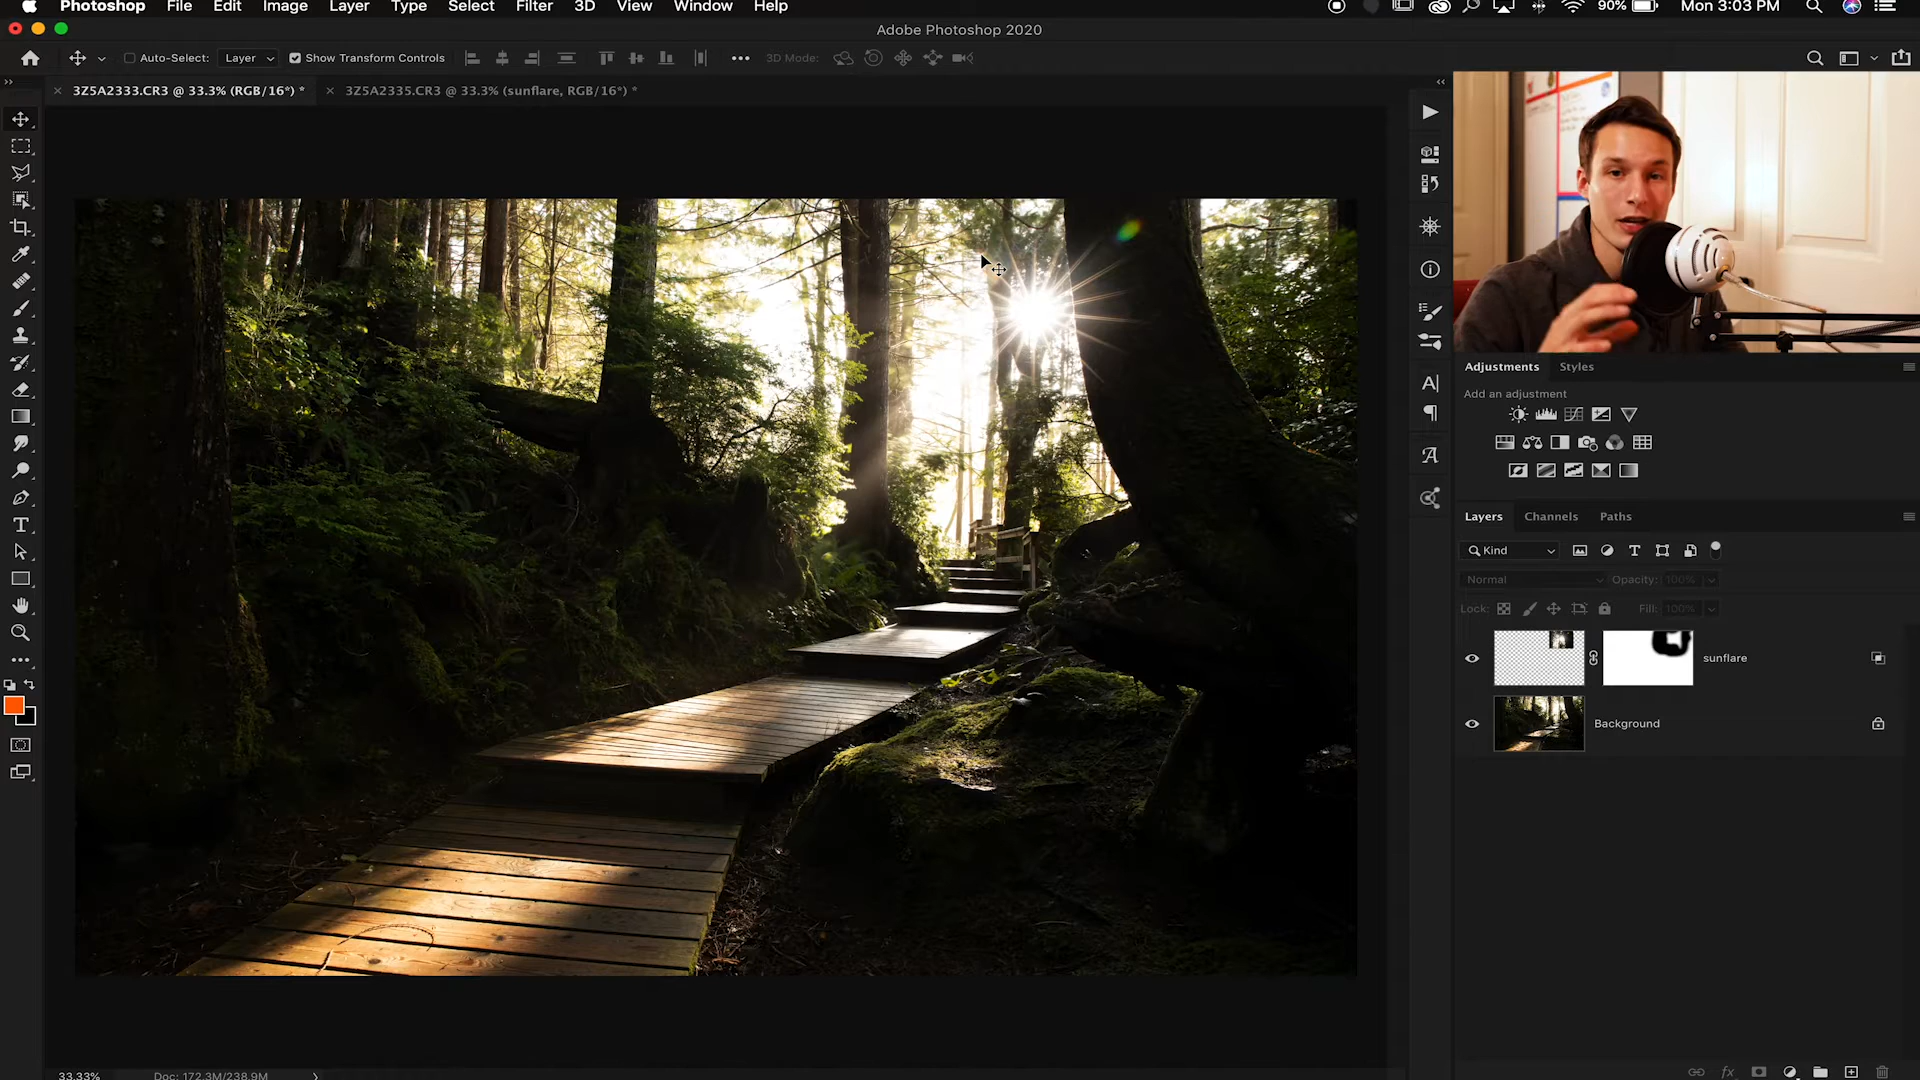 Photoshop File Edit Image Layer Type Select Filter 3D View Window Help 90% Mon 3:03 PM
Adobe Photoshop 2020
Auto-Select: Layer Show Transform Controls 3D Mode:
3Z5A2333.CR3 @ 33.3% (RGB/16*) * 3Z5A2335.CR3 @ 33.3% (sunflare, RGB/16*) *
Adjustments Styles
Add an adjustment
Layers Channels Paths
Kind
Normal Opacity: 100%
Lock: Fill: 100%
sunflare
Background
33.33% Doc: 172.3M/238.9M